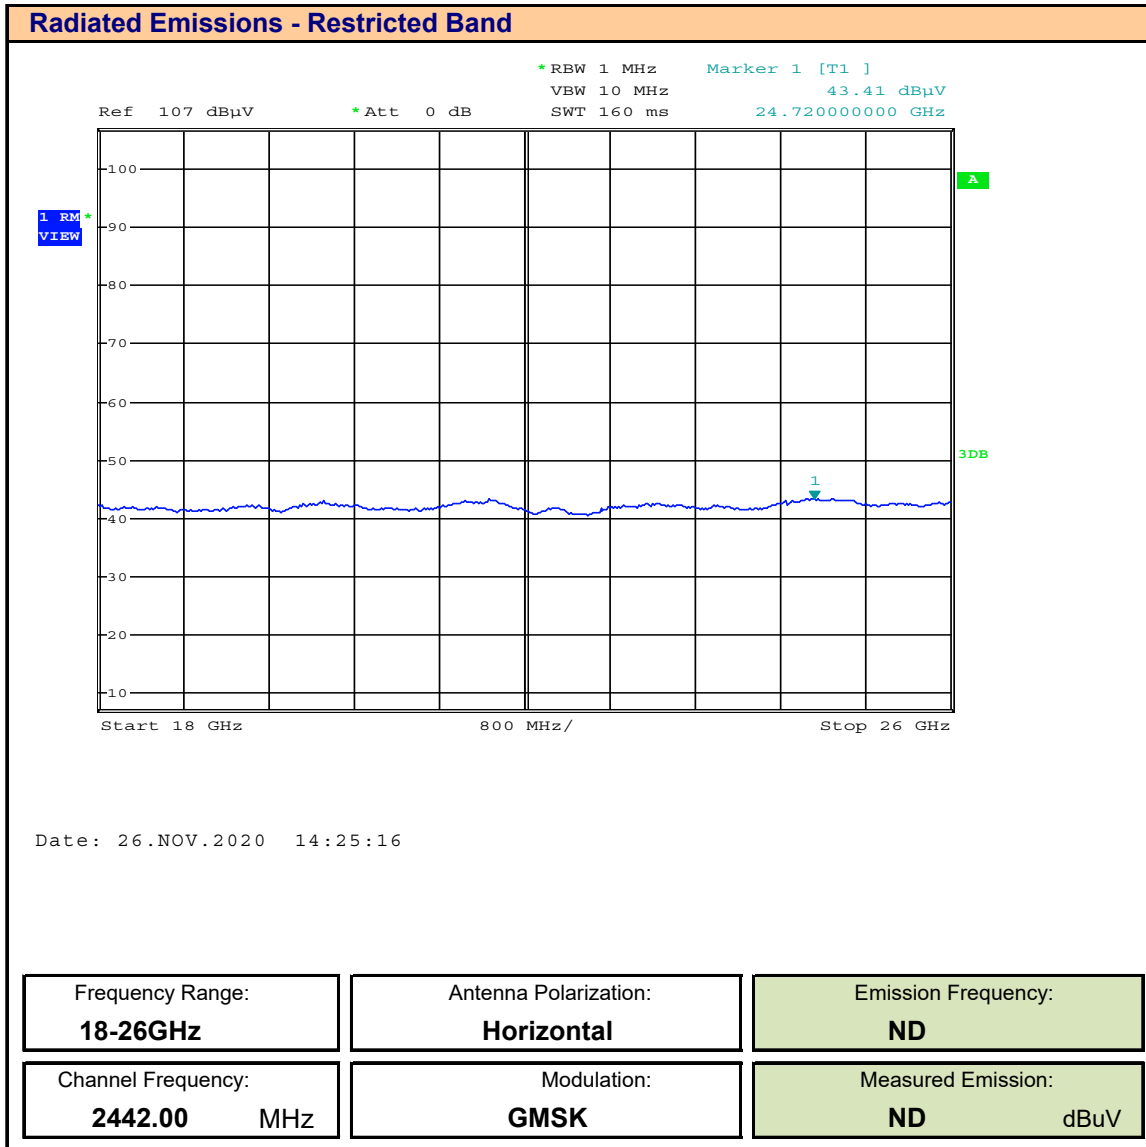 Radiated Emissions - Restricted Band
* RBW 1 MHz Marker 1 [T1 ]
VBW 10 MHz 43.41 dBµV
Ref 107 dBµV * Att 0 dB SWT 160 ms 24.720000000 GHz
100
A
1 RM *
VIEW
90
80
70
60
50
3DB
1
40
30
20
10
Start 18 GHz 800 MHz/ Stop 26 GHz
Date: 26.NOV.2020 14:25:16
Frequency Range: Antenna Polarization: Emission Frequency:
18-26GHz Horizontal ND
Channel Frequency: Modulation: Measured Emission:
2442.00 MHz GMSK ND dBuV